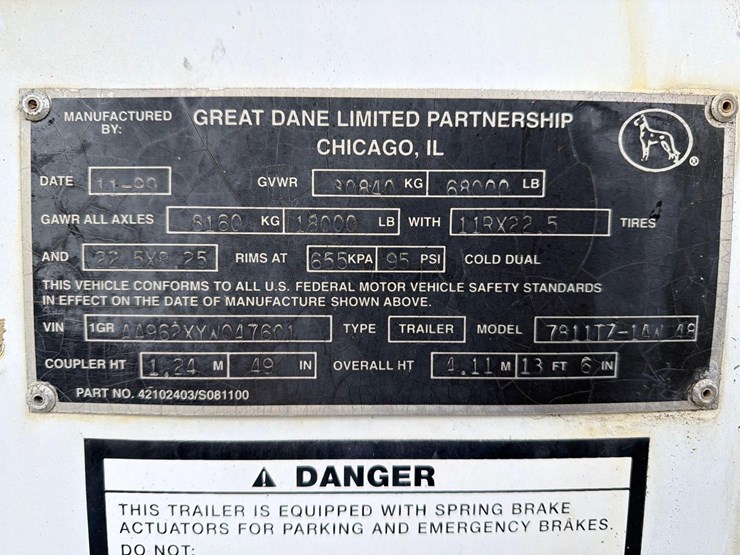 MANUFACTURED BY: GREAT DANE LIMITED PARTNERSHIP
CHICAGO, IL
®
DATE GVWR 30840 KG 68000 LB
GAWR ALL AXLES 8160 KG 18000 LB WITH 11RX22.5 TIRES
AND 22.5X8.25 RIMS AT 655 KPA 95 PSI COLD DUAL
THIS VEHICLE CONFORMS TO ALL U.S. FEDERAL MOTOR VEHICLE SAFETY STANDARDS
IN EFFECT ON THE DATE OF MANUFACTURE SHOWN ABOVE.
VIN 1GR TYPE TRAILER MODEL
COUPLER HT 1.24 M 49 IN OVERALL HT 4.11 M 13 FT 6 IN
PART NO. 42102403/S081100
DANGER
THIS TRAILER IS EQUIPPED WITH SPRING BRAKE
ACTUATORS FOR PARKING AND EMERGENCY BRAKES.
DO NOT: